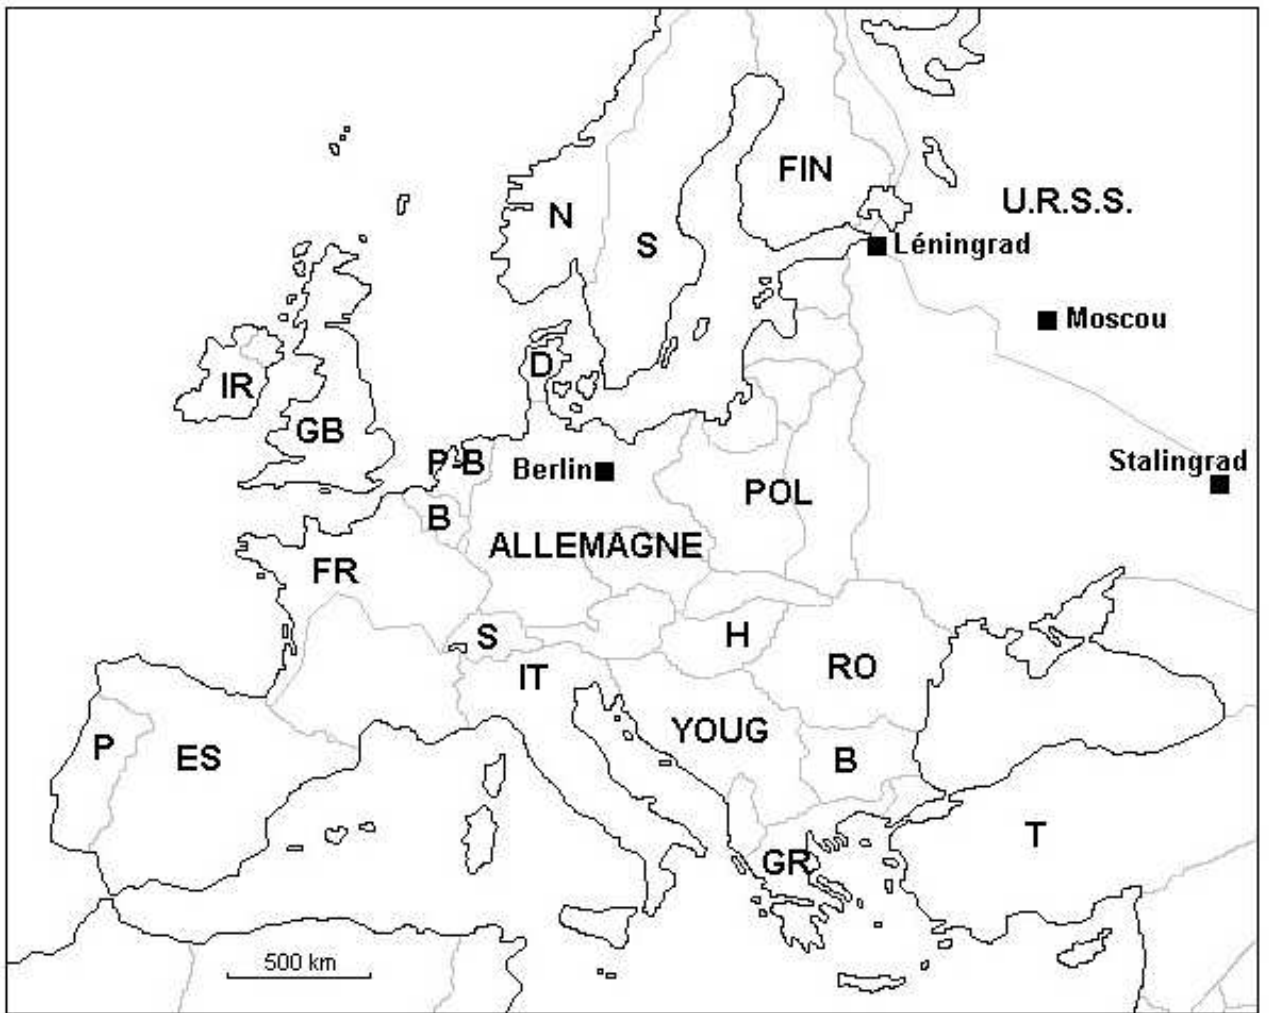 FIN
U.R.S.S.
N
S
Léningrad
Moscou
D
IR
GB
P-B
Berlin
Stalingrad
POL
B
ALLEMAGNE
FR
S
H
IT
RO
YOUG
P
ES
B
T
GR
500 km